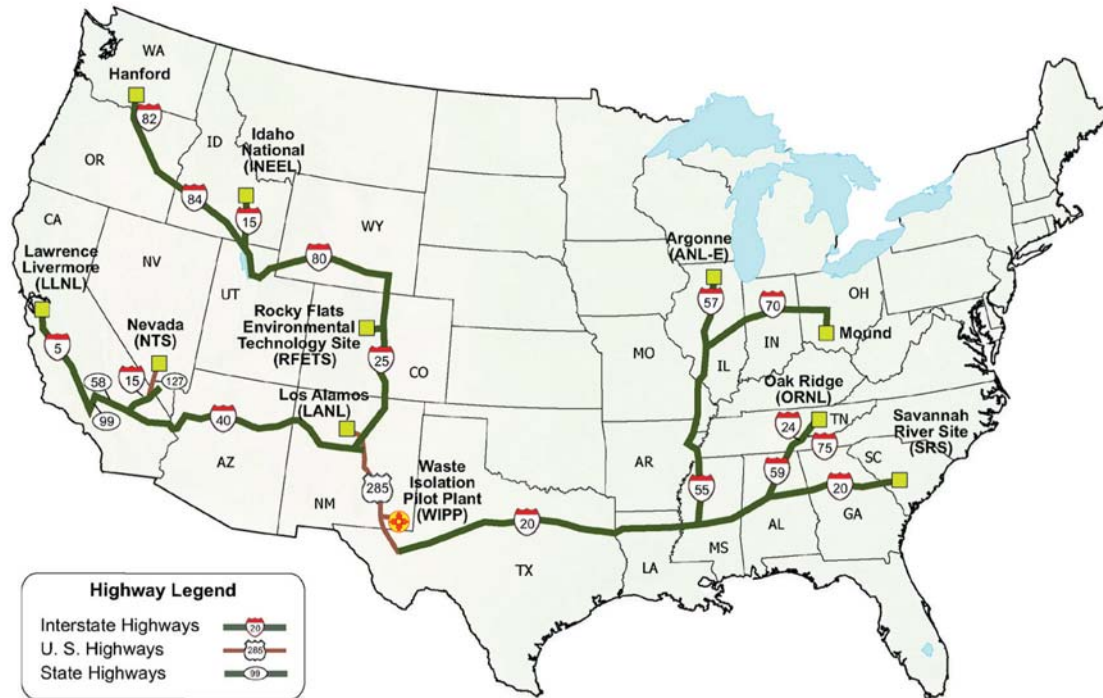 WA
Hanford
82
OR
ID
Idaho
National
(INEEL)
84
15
WY
CA
Lawrence
Livermore
(LLNL)
NV
80
UT
Argonne
(ANL-E)
57
70
OH
Mound
Rocky Flats
Environmental
Technology Site
(RFETS)
Nevada
(NTS)
5
25
CO
MO
IL
IN
58
15
127
99
Los Alamos
(LANL)
40
Oak Ridge
(ORNL)
24
TN
75
Savannah
River Site
(SRS)
AZ
NM
285
Waste
Isolation
Pilot Plant
(WIPP)
AR
55
59
SC
20
20
TX
LA
MS
AL
GA
Highway Legend
Interstate Highways
20
U. S. Highways
285
State Highways
99